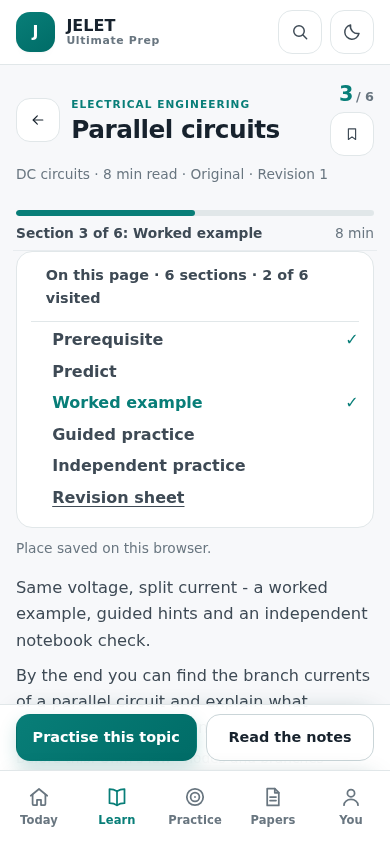 J
JELET
Ultimate Prep
ELECTRICAL ENGINEERING
Parallel circuits
3 / 6
DC circuits · 8 min read · Original · Revision 1
Section 3 of 6: Worked example
8 min
On this page · 6 sections · 2 of 6
visited
Prerequisite ✓
Predict
Worked example ✓
Guided practice
Independent practice
Revision sheet
Place saved on this browser.
Same voltage, split current - a worked
example, guided hints and an independent
notebook check.
By the end you can find the branch currents
of a parallel circuit and explain what
Practise this topic
Read the notes
Today
Learn
Practice
Papers
You